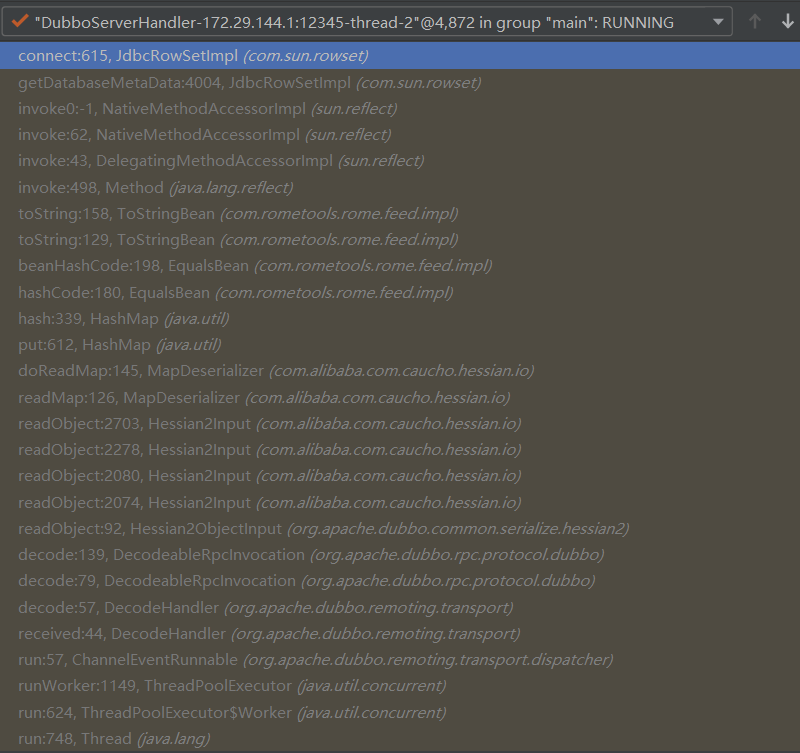 "DubboServerHandler-172.29.144.1:12345-thread-2"@4,872 in group "main": RUNNING
connect:615, JdbcRowSetImpl (com.sun.rowset)
getDatabaseMetaData:4004, JdbcRowSetImpl (com.sun.rowset)
invoke0:-1, NativeMethodAccessorImpl (sun.reflect)
invoke:62, NativeMethodAccessorImpl (sun.reflect)
invoke:43, DelegatingMethodAccessorImpl (sun.reflect)
invoke:498, Method (java.lang.reflect)
toString:158, ToStringBean (com.rometools.rome.feed.impl)
toString:129, ToStringBean (com.rometools.rome.feed.impl)
beanHashCode:198, EqualsBean (com.rometools.rome.feed.impl)
hashCode:180, EqualsBean (com.rometools.rome.feed.impl)
hash:339, HashMap (java.util)
put:612, HashMap (java.util)
doReadMap:145, MapDeserializer (com.alibaba.com.caucho.hessian.io)
readMap:126, MapDeserializer (com.alibaba.com.caucho.hessian.io)
readObject:2703, Hessian2Input (com.alibaba.com.caucho.hessian.io)
readObject:2278, Hessian2Input (com.alibaba.com.caucho.hessian.io)
readObject:2080, Hessian2Input (com.alibaba.com.caucho.hessian.io)
readObject:2074, Hessian2Input (com.alibaba.com.caucho.hessian.io)
readObject:92, Hessian2ObjectInput (org.apache.dubbo.common.serialize.hessian2)
decode:139, DecodeableRpcInvocation (org.apache.dubbo.rpc.protocol.dubbo)
decode:79, DecodeableRpcInvocation (org.apache.dubbo.rpc.protocol.dubbo)
decode:57, DecodeHandler (org.apache.dubbo.remoting.transport)
received:44, DecodeHandler (org.apache.dubbo.remoting.transport)
run:57, ChannelEventRunnable (org.apache.dubbo.remoting.transport.dispatcher)
runWorker:1149, ThreadPoolExecutor (java.util.concurrent)
run:624, ThreadPoolExecutor$Worker (java.util.concurrent)
run:748, Thread (java.lang)